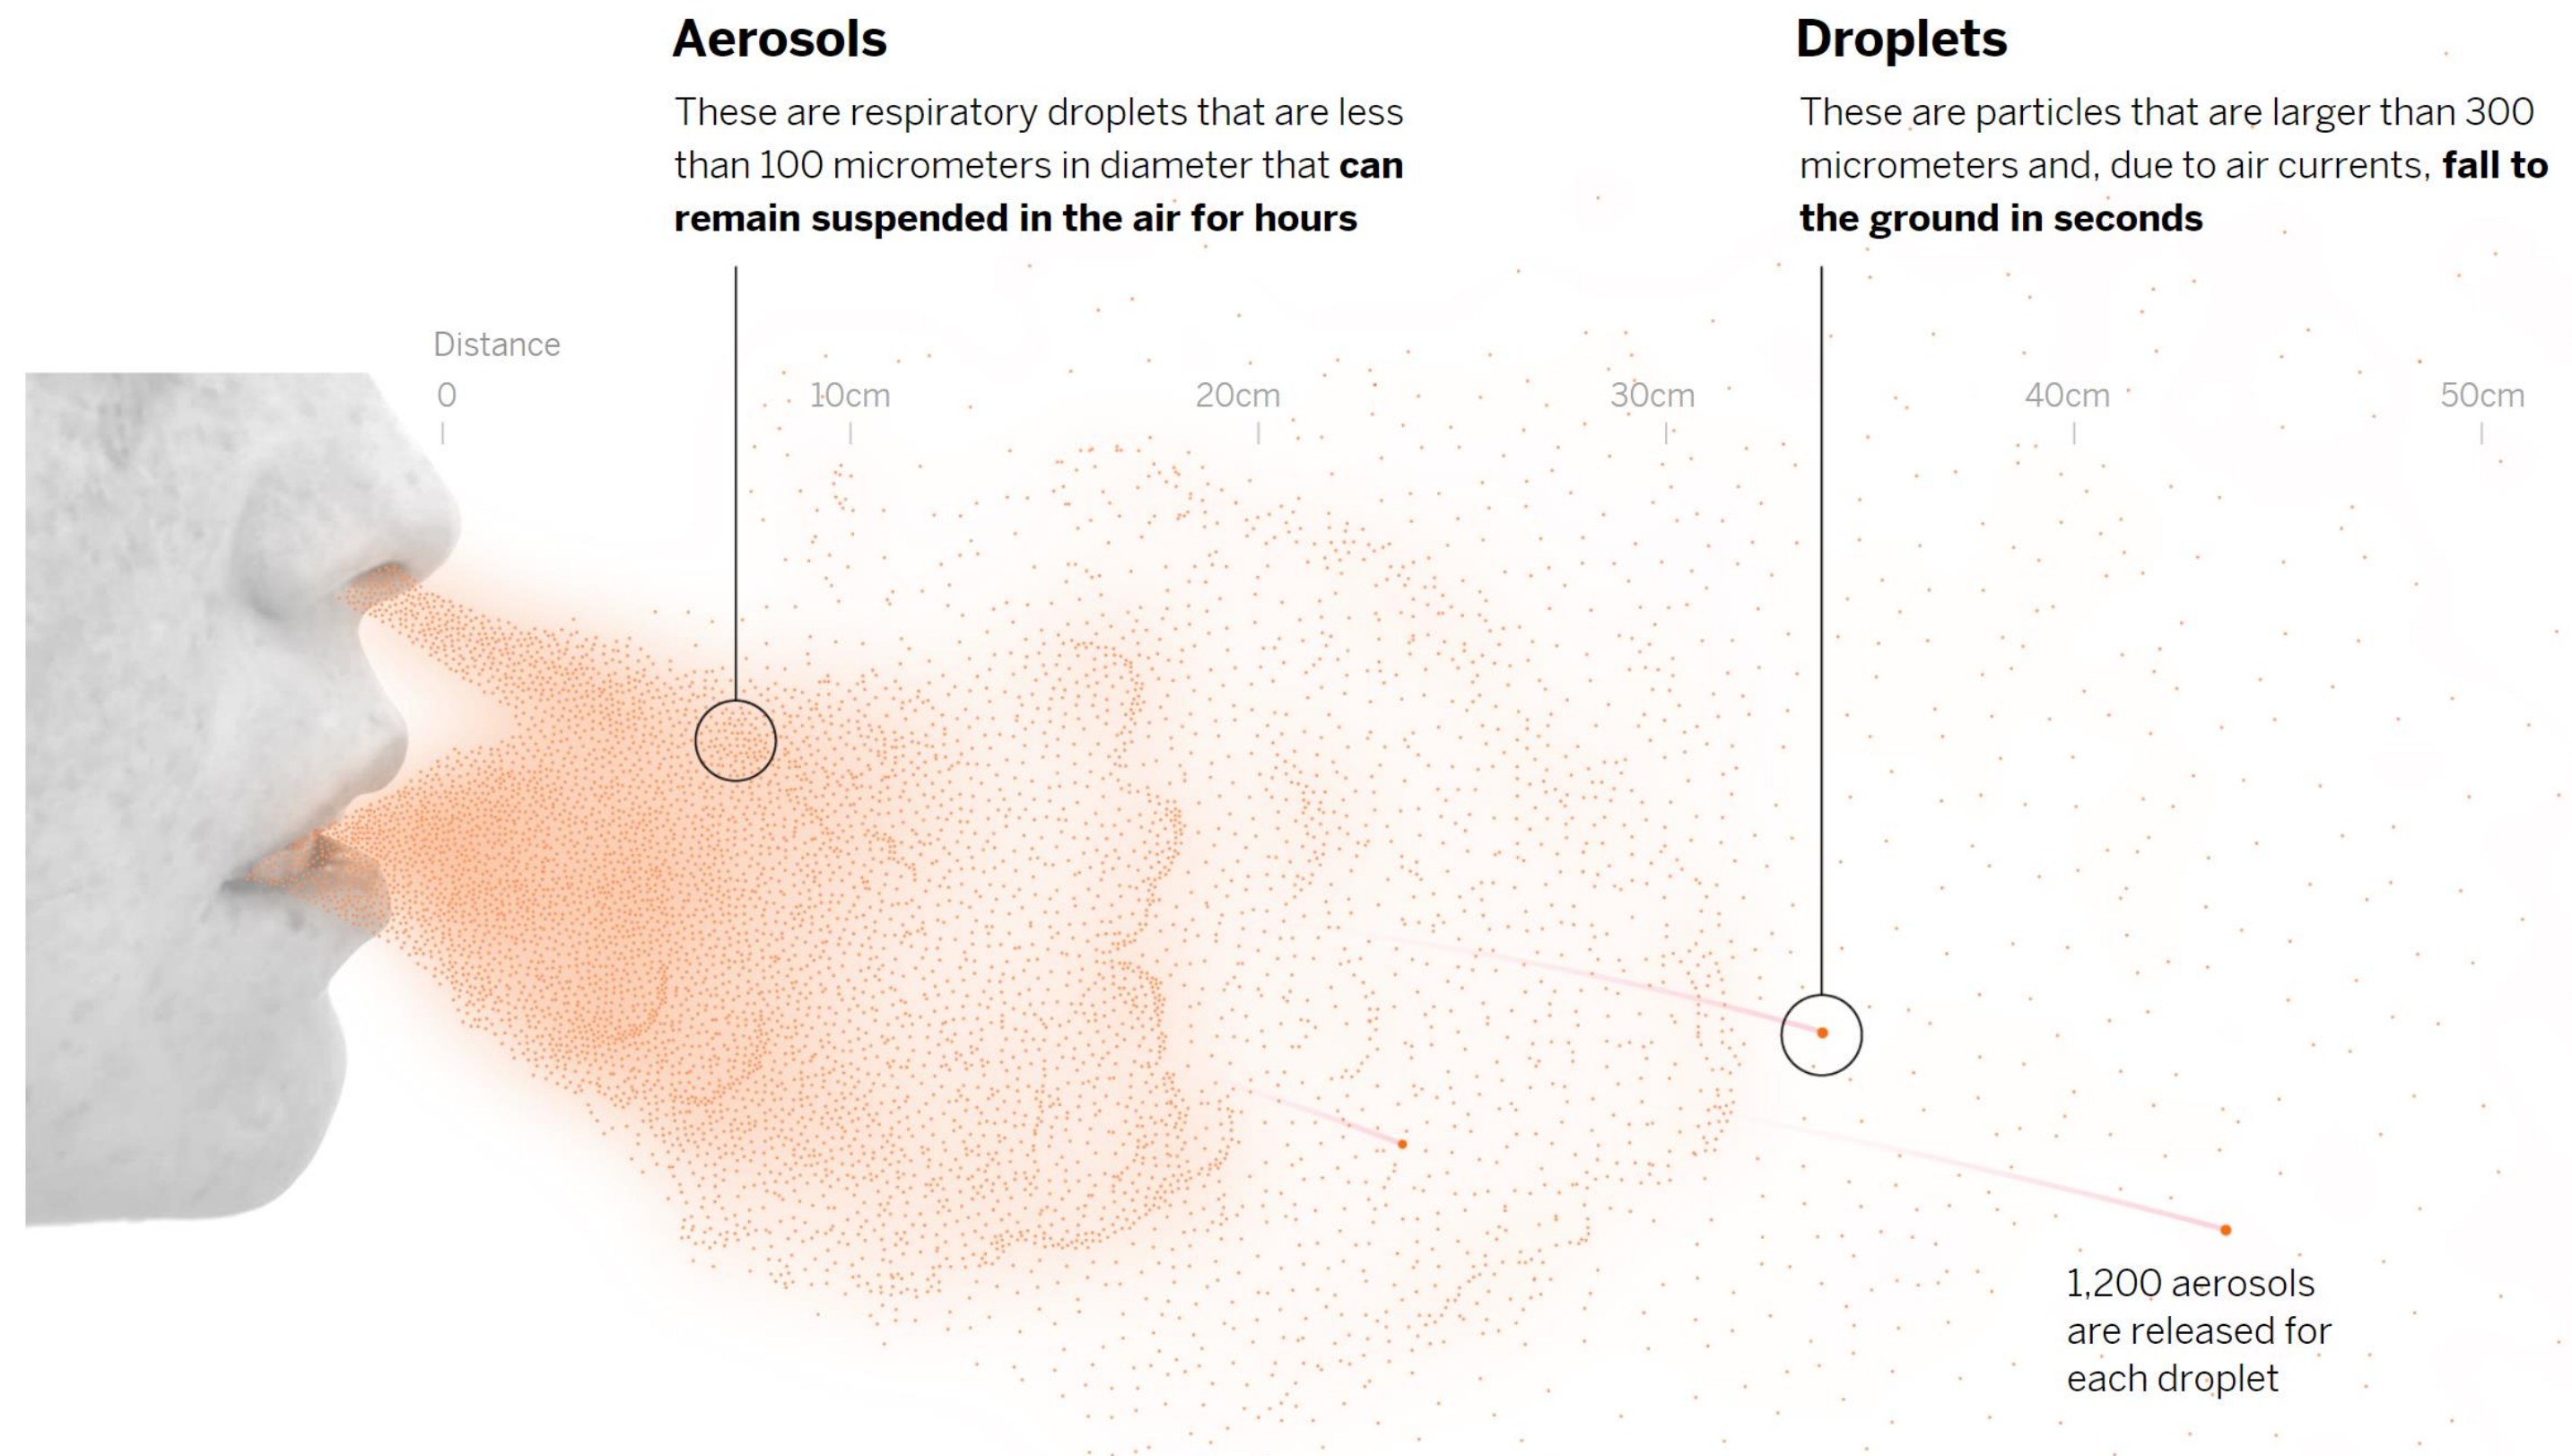 Aerosols
These are respiratory droplets that are less
than 100 micrometers in diameter that can
remain suspended in the air for hours
Droplets
These are particles that are larger than 300
micrometers and, due to air currents, fall to
the ground in seconds
Distance
0
10cm
20cm
30cm
40cm
50cm
1,200 aerosols
are released for
each droplet